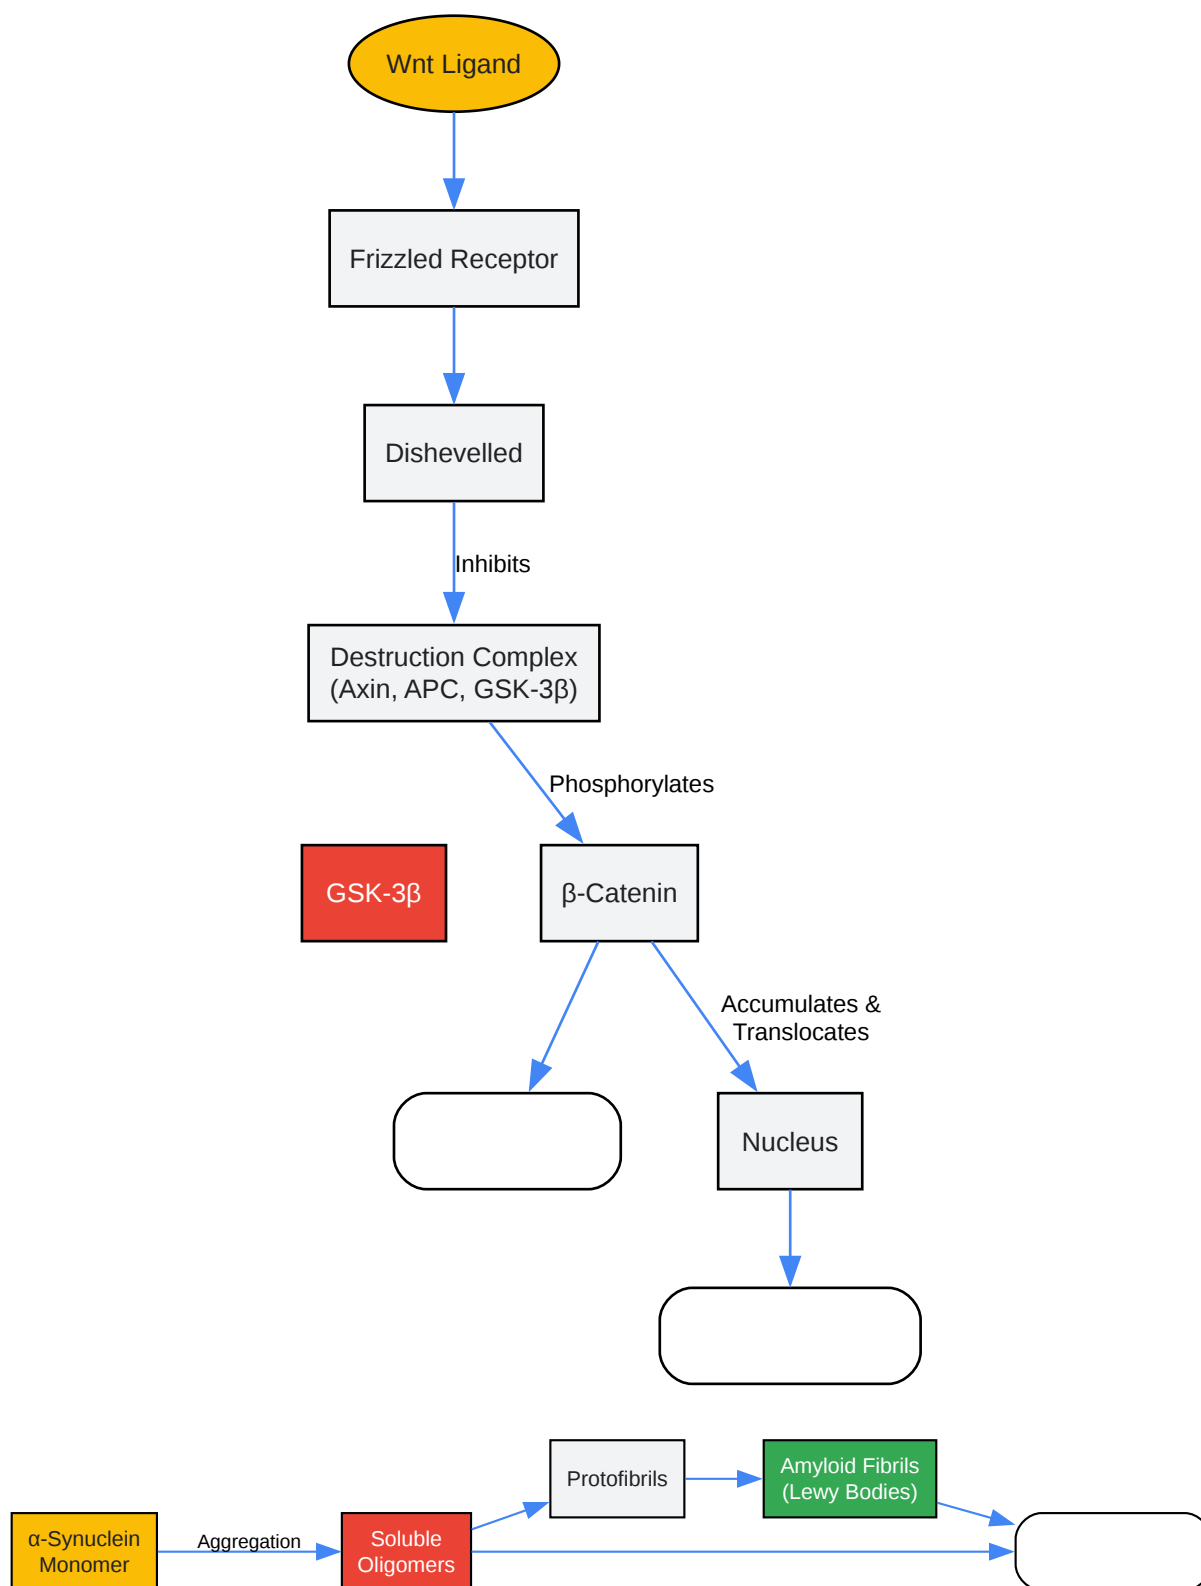 Wnt Ligand
Frizzled Receptor
Dishevelled
Inhibits
Destruction Complex
(Axin, APC, GSK-3β)
Phosphorylates
GSK-3β
β-Catenin
Accumulates &
Translocates
Nucleus
Protofibrils
Amyloid Fibrils
(Lewy Bodies)
α-Synuclein
Monomer
Aggregation
Soluble
Oligomers